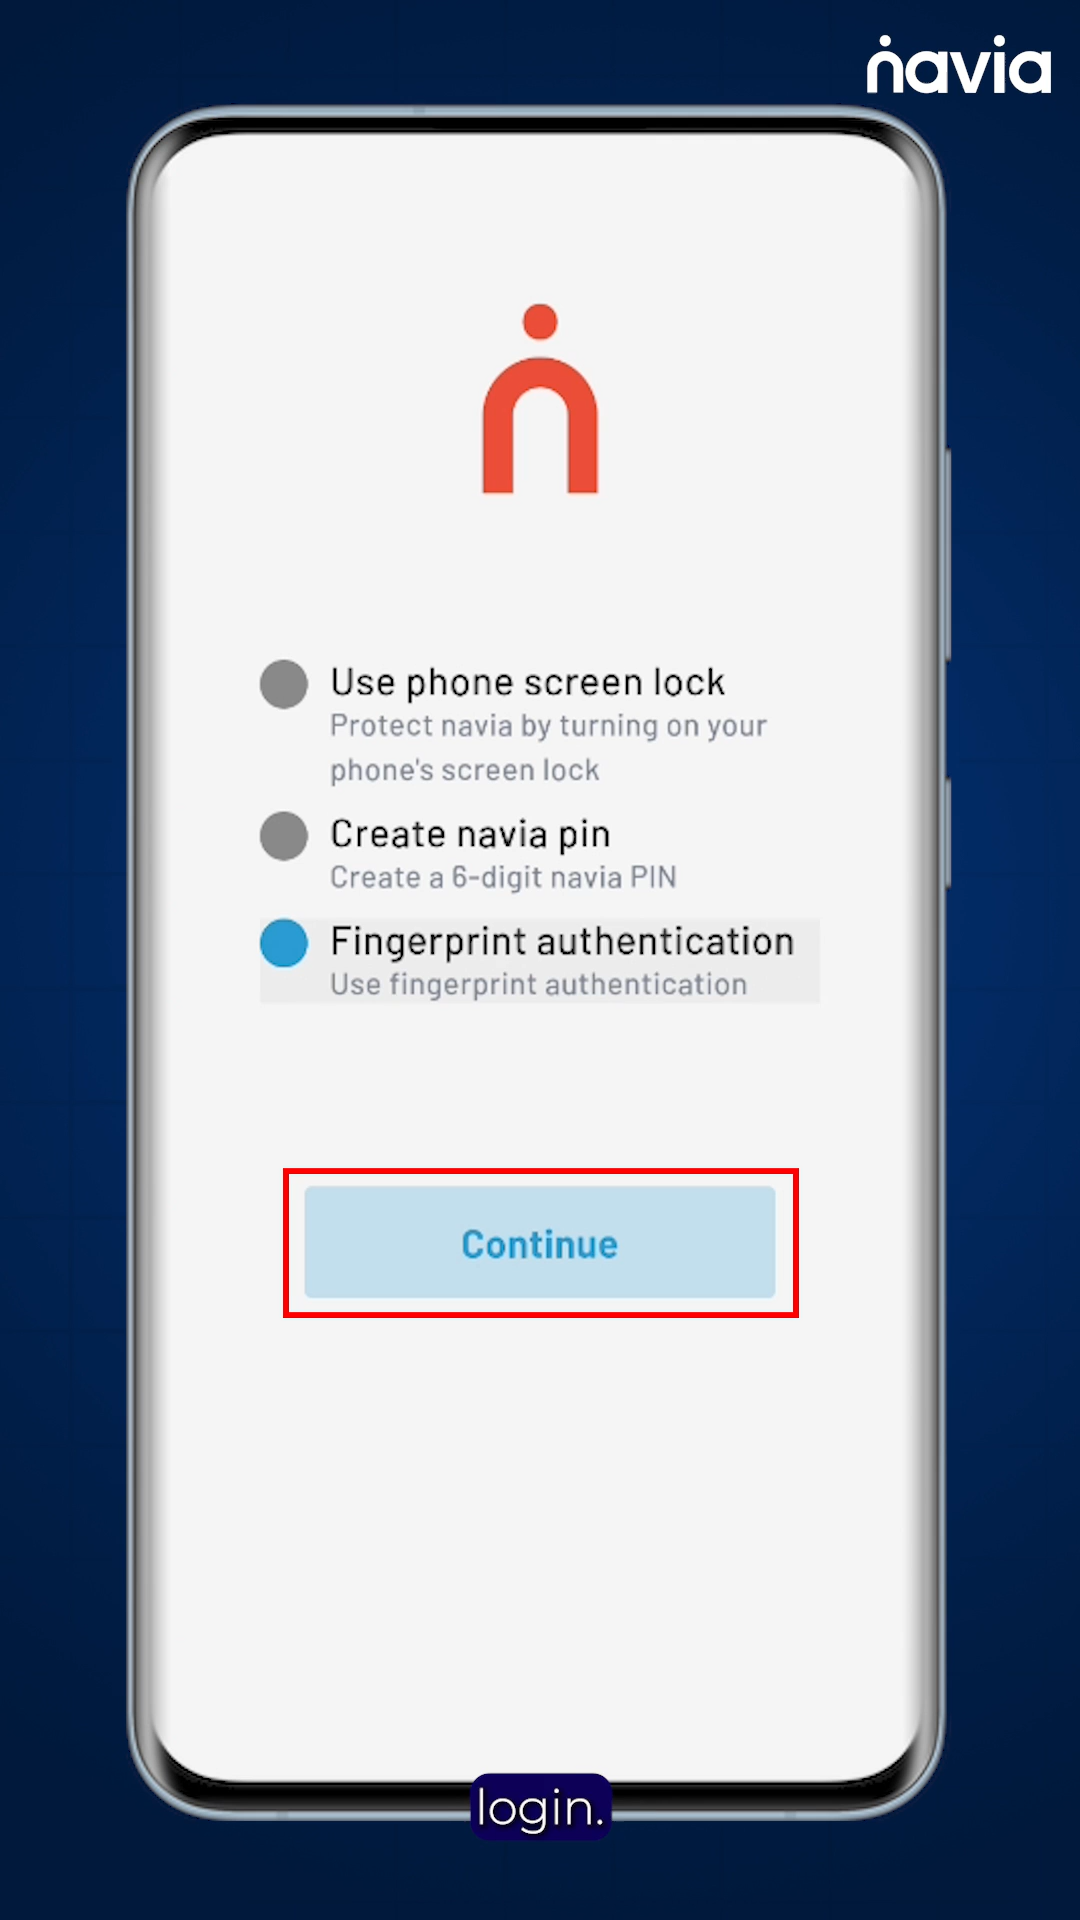 navia
Use phone screen lock
Protect navia by turning on your
phone's screen lock
Create navia pin
Create a 6-digit navia PIN
Fingerprint authentication
Use fingerprint authentication
Continue
login.